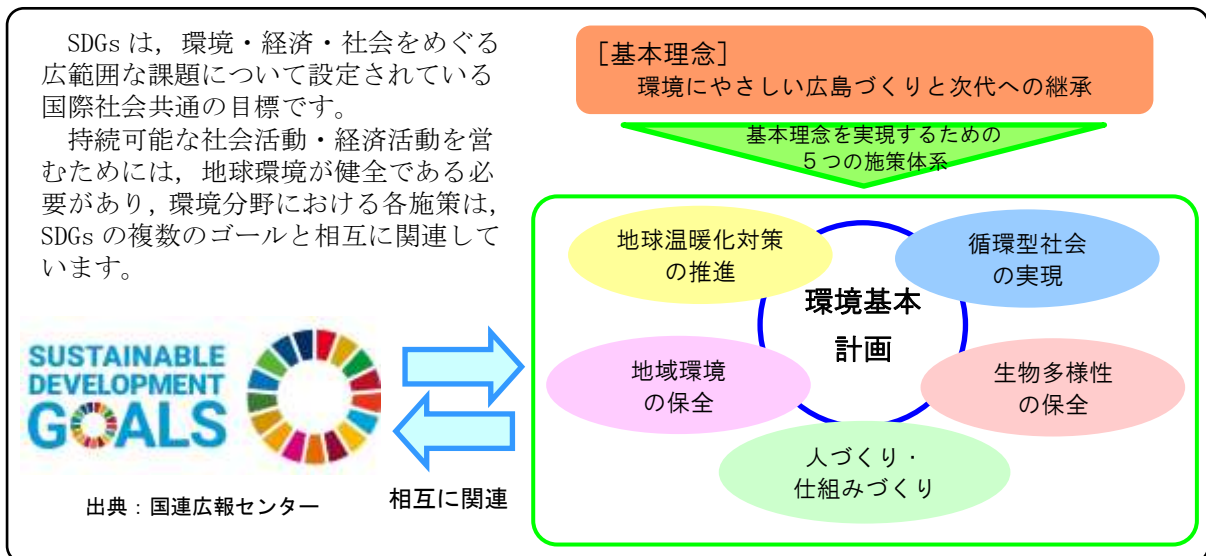 SDGs は，環境・経済・社会をめぐる
広範囲な課題について設定されている
国際社会共通の目標です。
持続可能な社会活動・経済活動を営
むためには，地球環境が健全である必
要があり，環境分野における各施策は，
SDGs の複数のゴールと相互に関連して
います。
SUSTAINABLE
DEVELOPMENT
GOALS
出典：国連広報センター
相互に関連
［基本理念］
環境にやさしい広島づくりと次代への継承
基本理念を実現するための
５つの施策体系
地球温暖化対策
の推進
循環型社会
の実現
環境基本
計画
地域環境
の保全
生物多様性
の保全
人づくり・
仕組みづくり